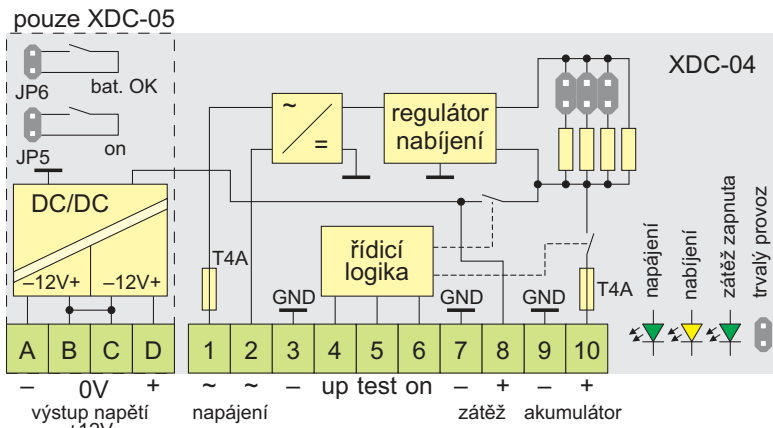 pouze XDC-05
XDC-04
JP6
bat. OK
JP5
on
~
=
regulátor
nabíjení
DC/DC
–12V+ –12V+
řídicí
logika
T4A
GND
GND
GND
T4A
napájení
nabíjení
zátěž zapnuta
trvalý provoz
A B C D
1 2 3 4 5 6 7 8 9 10
– 0V +
~ ~ – up test on – + – +
výstup napětí
napájení
zátěž
akumulátor